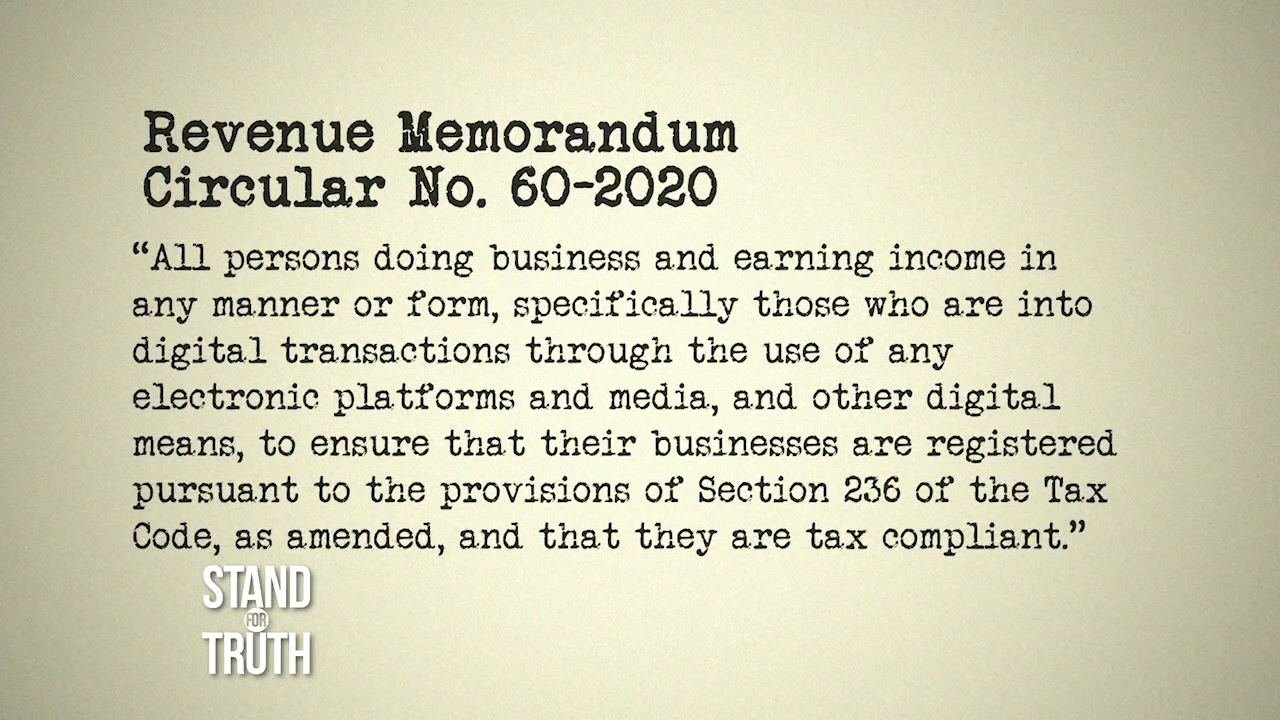 Revenue Memorandum
Circular No. 60-2020
“All persons doing business and earning income in
any manner or form, specifically those who are into
digital transactions through the use of any
electronic platforms and media, and other digital
means, to ensure that their businesses are registered
pursuant to the provisions of Section 236 of the Tax
Code, as amended, and that they are tax compliant.”
STAND
FOR
TRUTH